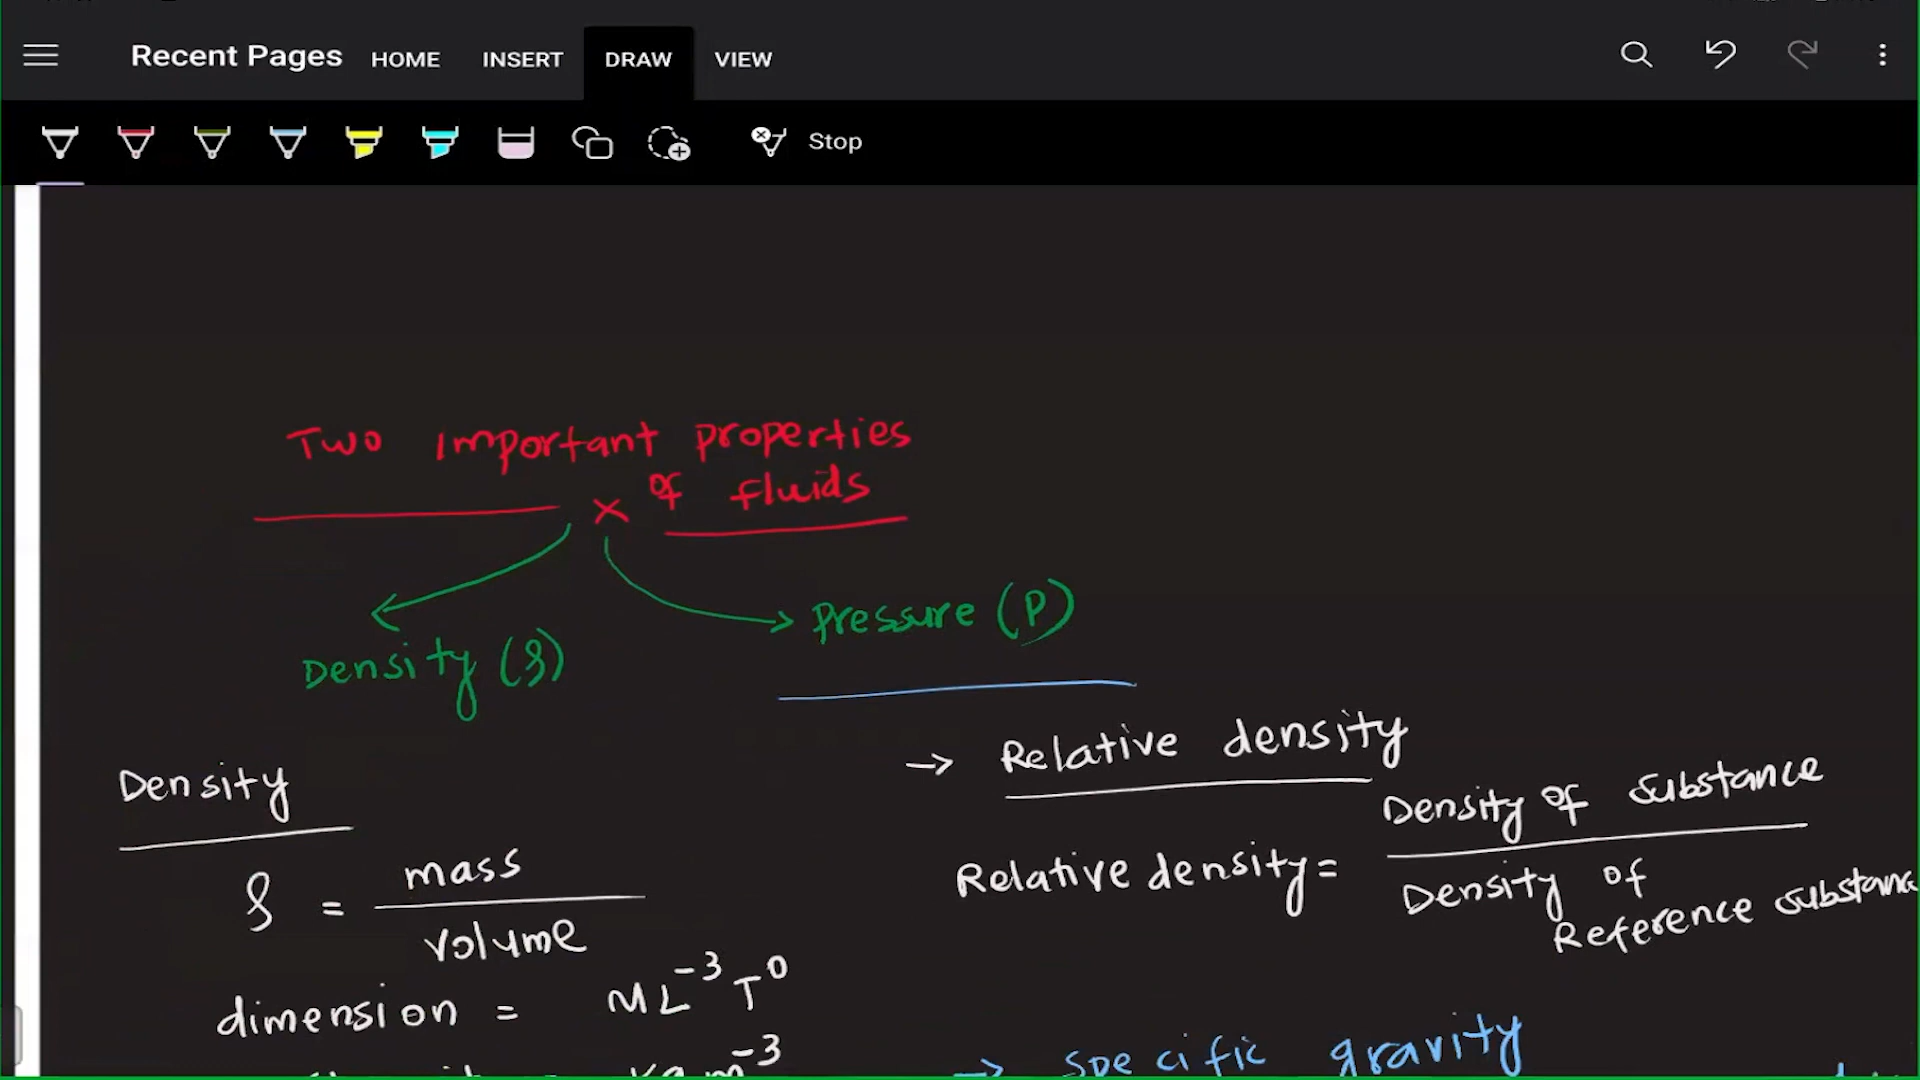 Recent Pages HOME INSERT DRAW VIEW
Stop
Two important properties
of fluids
Density (ρ)
Pressure (P)
Density
ρ = mass
volume
dimension = ML⁻³T⁰
→ Relative density
Relative density = Density of substance
Density of
Reference substance
→ specific gravity